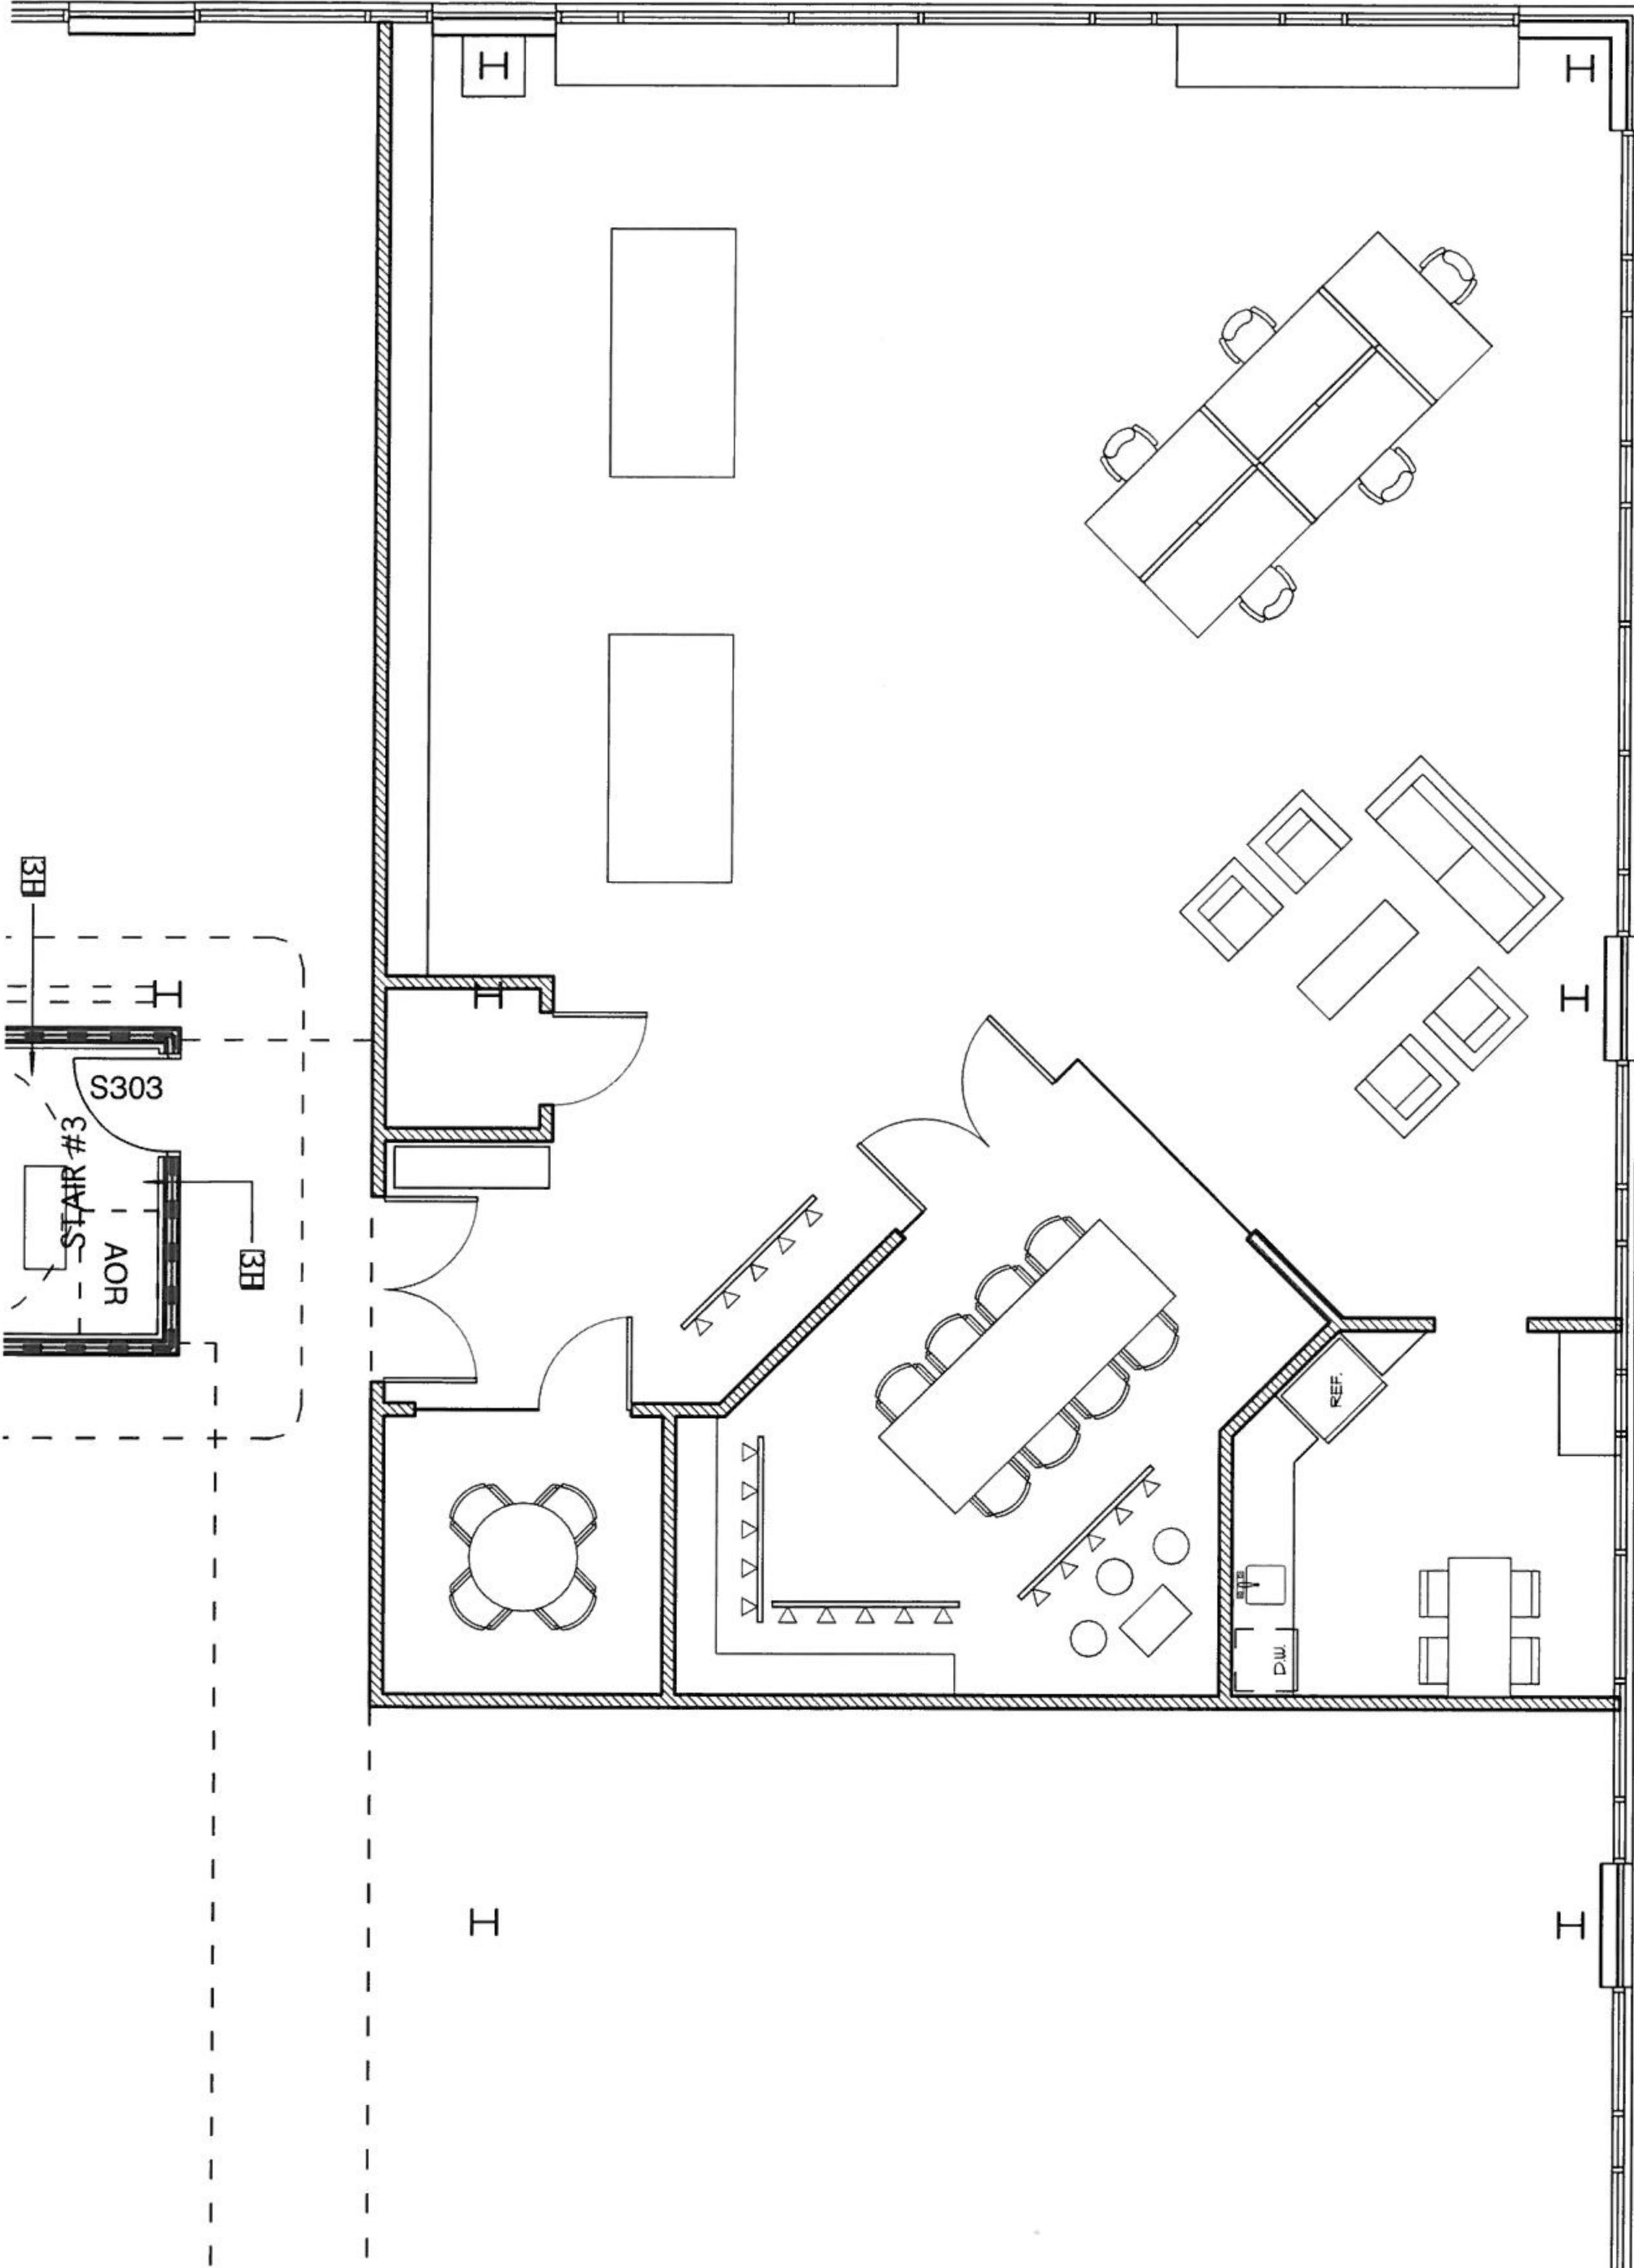 3H
S303
STAIR #3
AOR
3H
REF.
D.W.